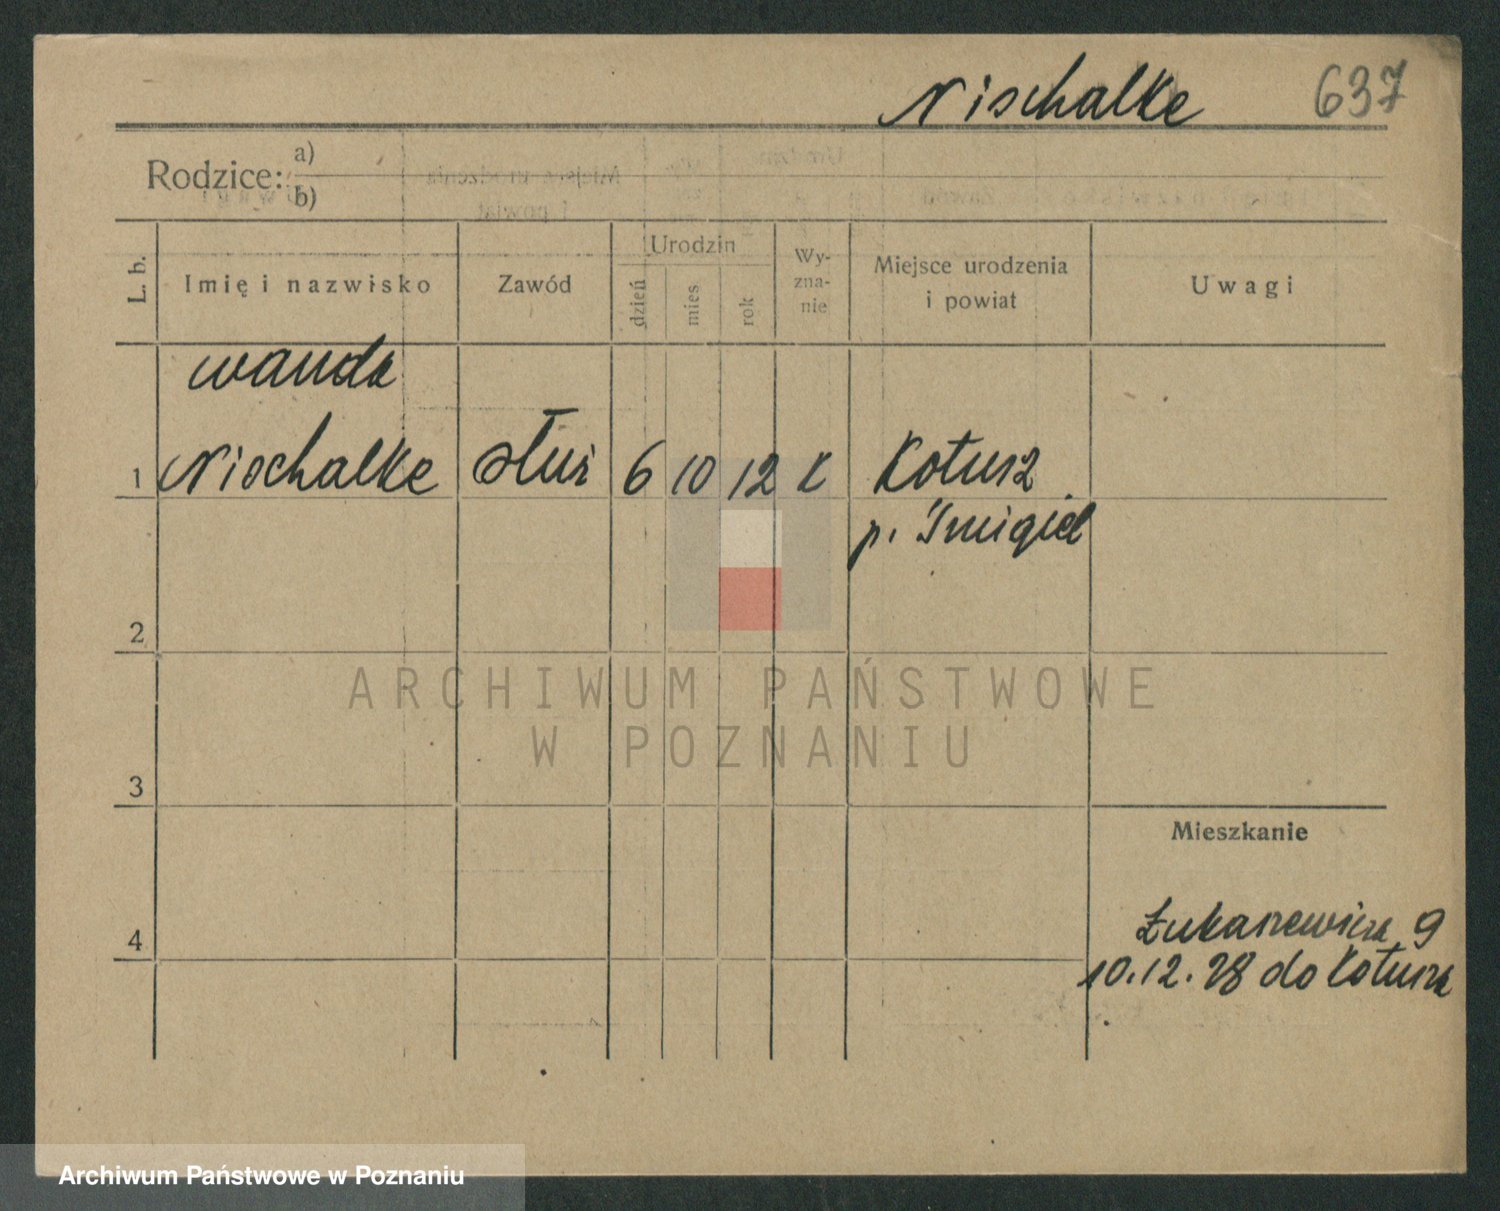 Nischalke 637
Rodzice: a)
b)
L. b.
Imię i nazwisko
Zawód
Urodzin
dzień
mies
rok
Wy-
zna-
nie
Miejsce urodzenia
i powiat
Uwagi
Wanda
1 Nischalke służ 6 10 12 K Kotusz
p. Śmigiel
2
ARCHIWUM PAŃSTWOWE
W POZNANIU
3
Mieszkanie
4
Łukaszewicza 9
10.12.28 do Kotusza
Archiwum Państwowe w Poznaniu